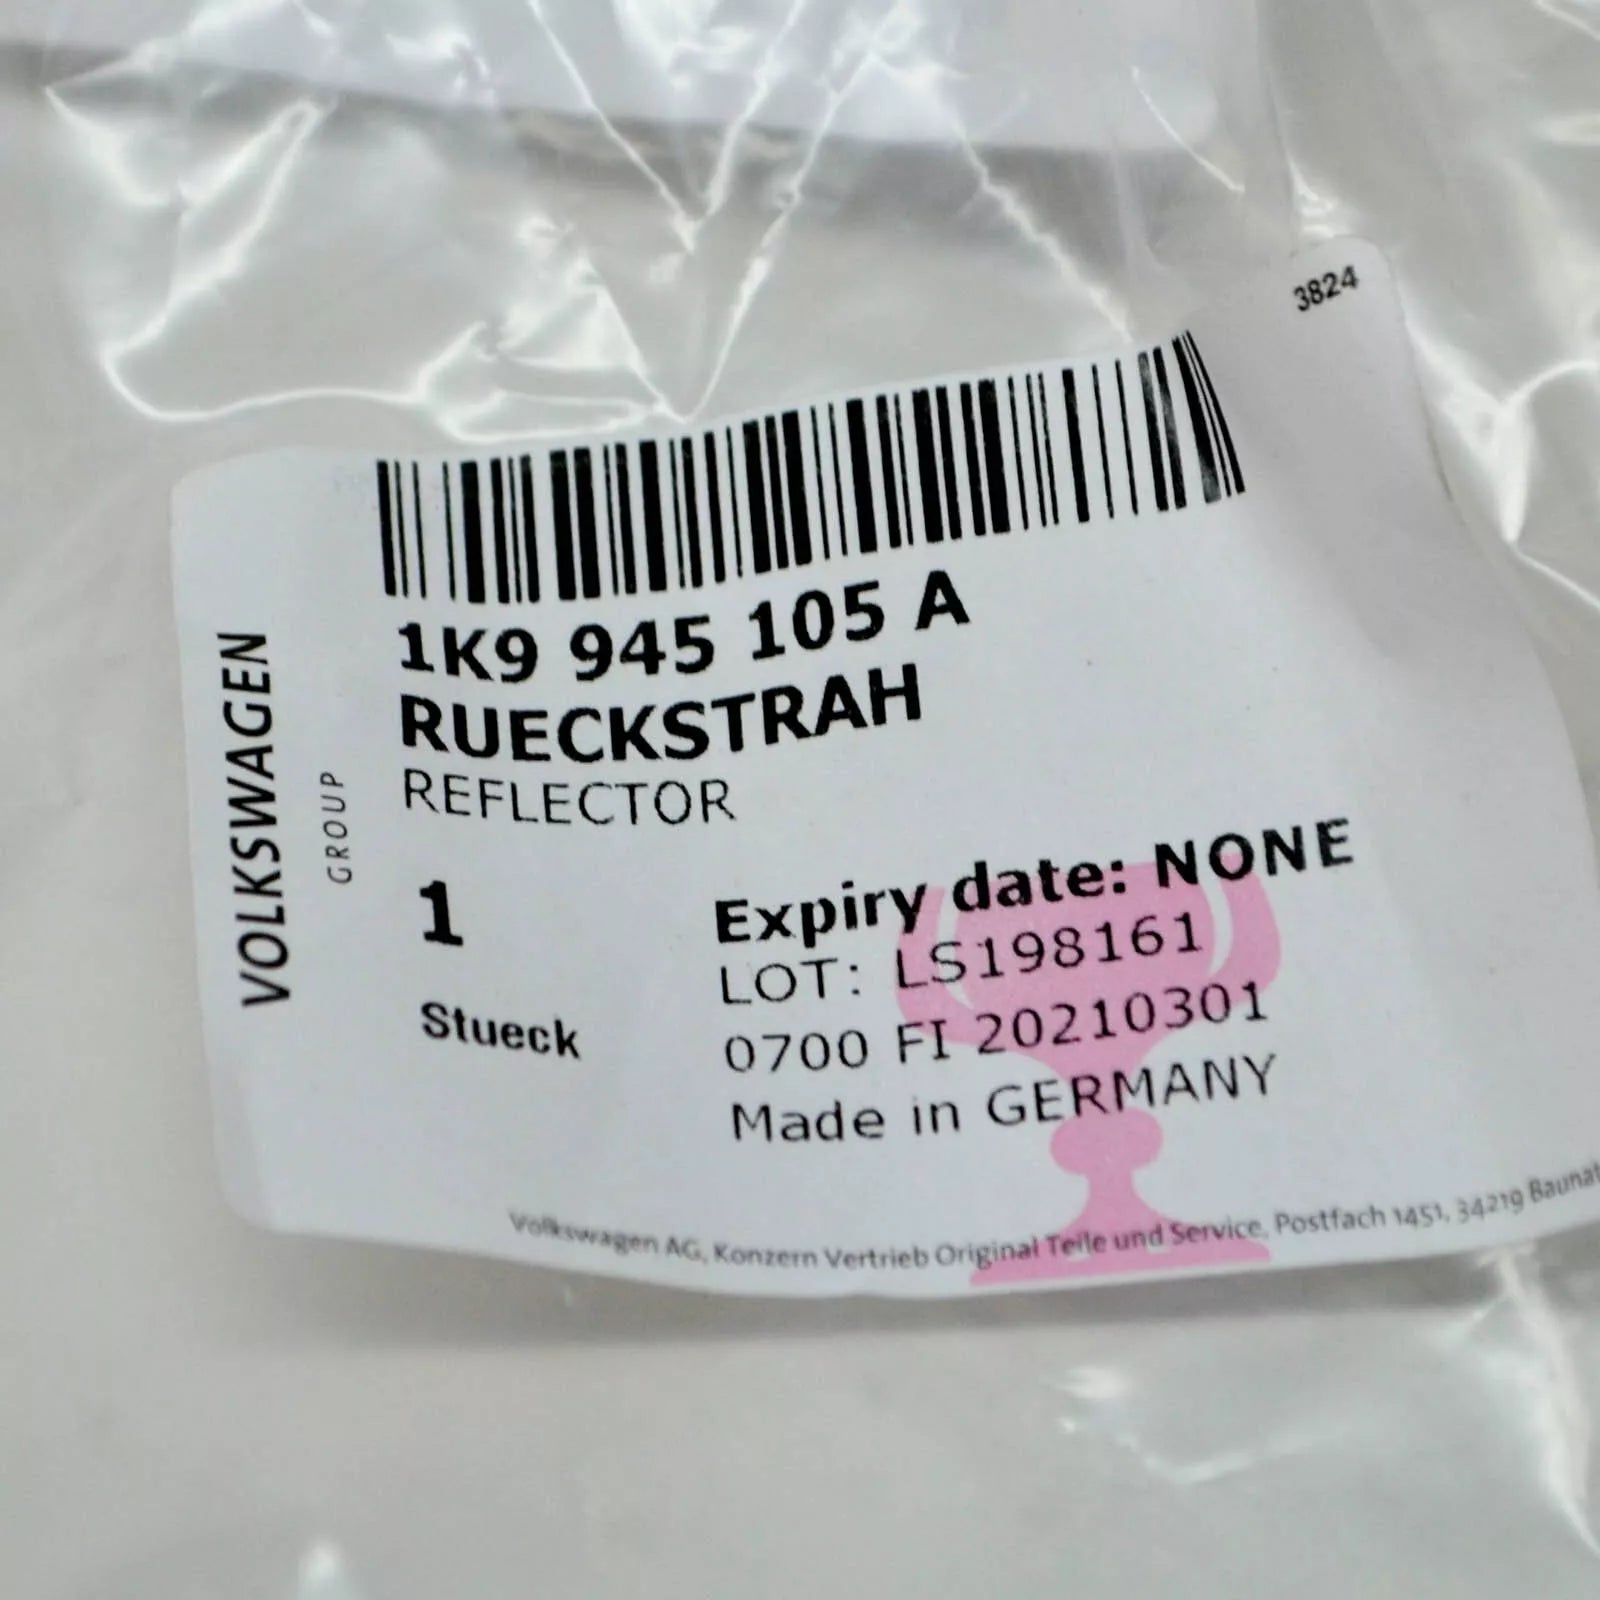 3824
VOLKSWAGEN
GROUP
1K9 945 105 A
RUECKSTRAH
REFLECTOR
1
Stueck
Expiry date: NONE
LOT: LS198161
0700 FI 20210301
Made in GERMANY
Volkswagen AG, Konzern Vertrieb Original Teile und Service, Postfach 1451, 34219 Baunat